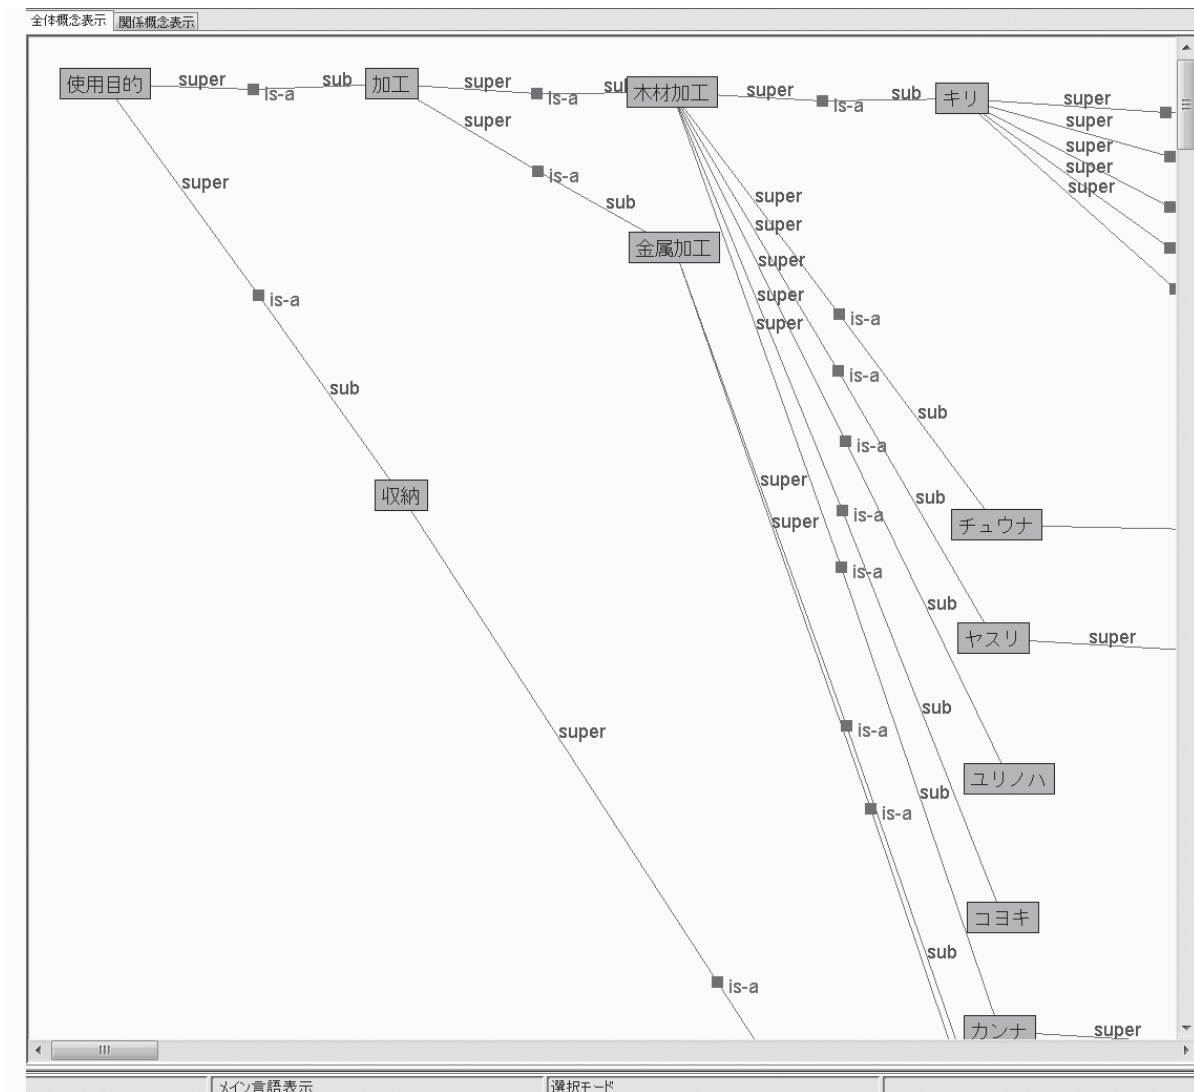 全体概念表示 関係概念表示
使用目的 super is-a sub 加工 super is-a sub 木材加工 super is-a sub キリ super
super super
super
super
super
super is-a
sub
金属加工
super
super
super
super
super
is-a
is-a
sub
is-a
is-a
sub
is-a
super
収納
super
sub
is-a
is-a
チュウナ
sub
ヤスリ super
sub
super
is-a
ユリノハ
sub
is-a
コヨキ
sub
is-a
カンナ super
メイン言語表示 選択モード